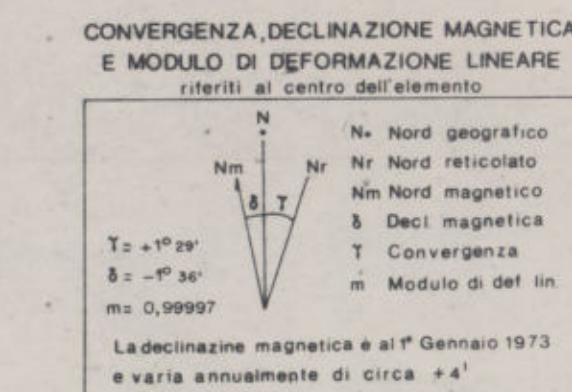 CONVERGENZA, DECLINAZIONE MAGNETICA
E MODULO DI DEFORMAZIONE LINEARE
riferiti al centro dell'elemento
N
Nm
Nr
δ γ
γ= +1° 29'
δ= -1° 36'
m= 0,99997
N• Nord geografico
Nr Nord reticolato
Nm Nord magnetico
δ Decl magnetica
γ Convergenza
m Modulo di def lin.
La declinazine magnetica è al 1° Gennaio 1973
e varia annualmente di circa +4'